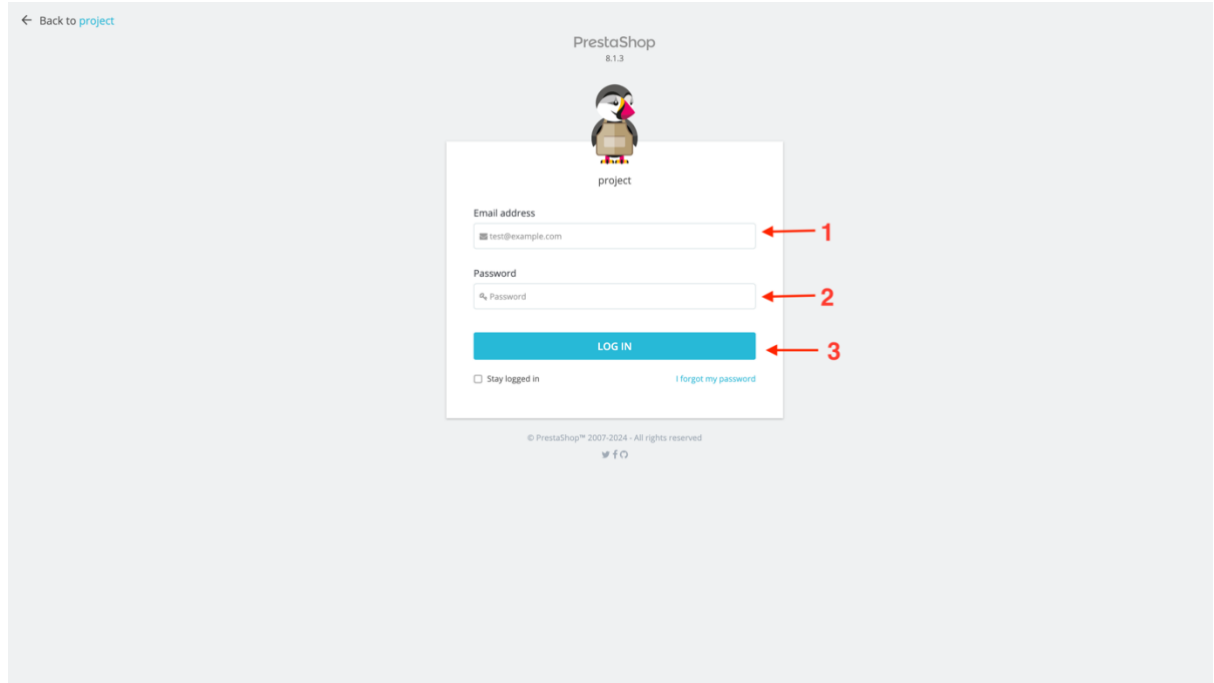 ← Back to project
PrestaShop
8.1.3
project
Email address
test@example.com
1
Password
Password
2
LOG IN
3
Stay logged in
I forgot my password
© PrestaShop™ 2007-2024 - All rights reserved